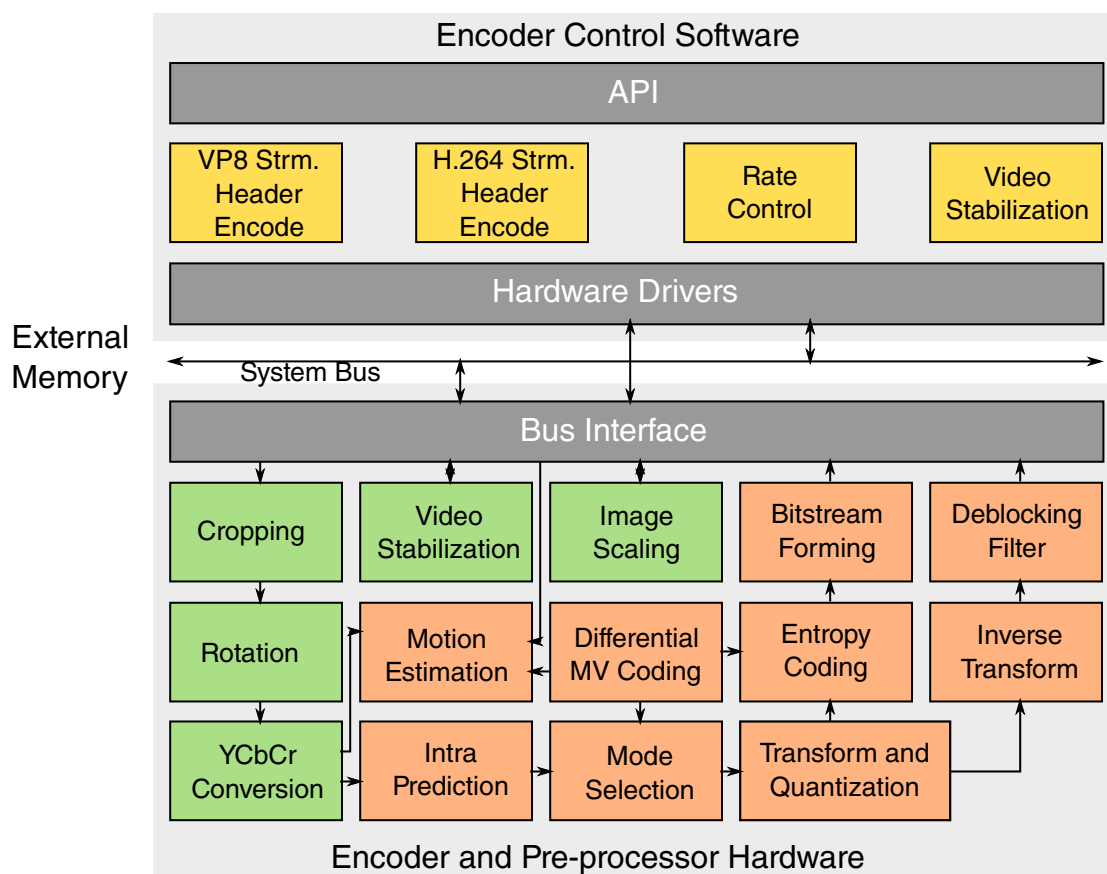 Encoder Control Software
API
VP8 Strm.
Header
Encode
H.264 Strm.
Header
Encode
Rate
Control
Video
Stabilization
Hardware Drivers
External
Memory
System Bus
Bus Interface
Cropping
Video
Stabilization
Image
Scaling
Bitstream
Forming
Deblocking
Filter
Rotation
Motion
Estimation
Differential
MV Coding
Entropy
Coding
Inverse
Transform
YCbCr
Conversion
Intra
Prediction
Mode
Selection
Transform and
Quantization
Encoder and Pre-processor Hardware